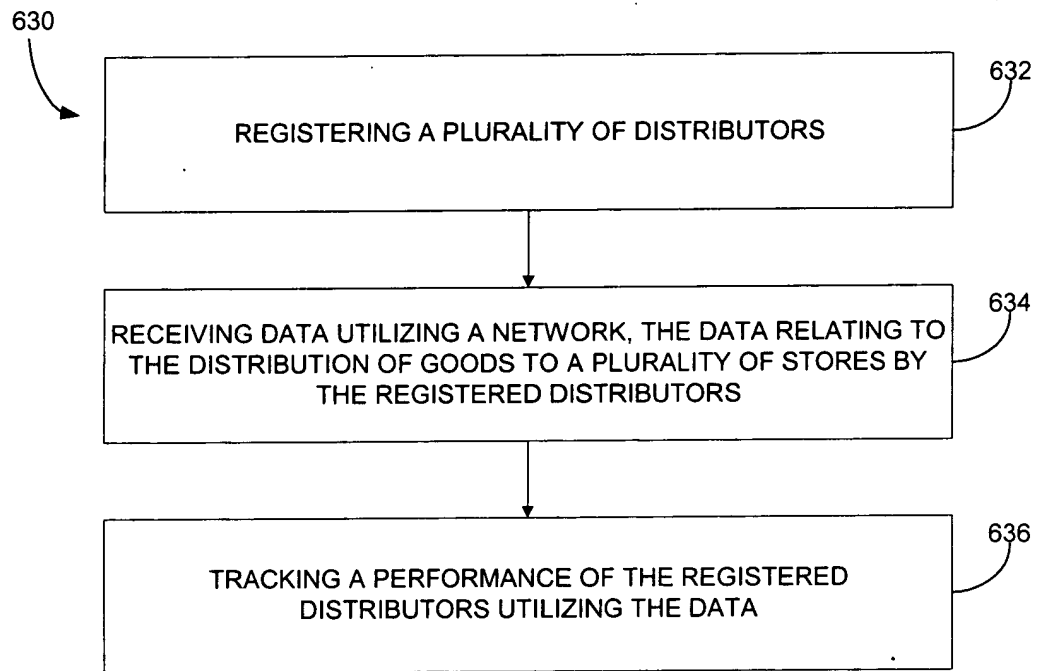 630
632
REGISTERING A PLURALITY OF DISTRIBUTORS
634
RECEIVING DATA UTILIZING A NETWORK, THE DATA RELATING TO
THE DISTRIBUTION OF GOODS TO A PLURALITY OF STORES BY
THE REGISTERED DISTRIBUTORS
636
TRACKING A PERFORMANCE OF THE REGISTERED
DISTRIBUTORS UTILIZING THE DATA